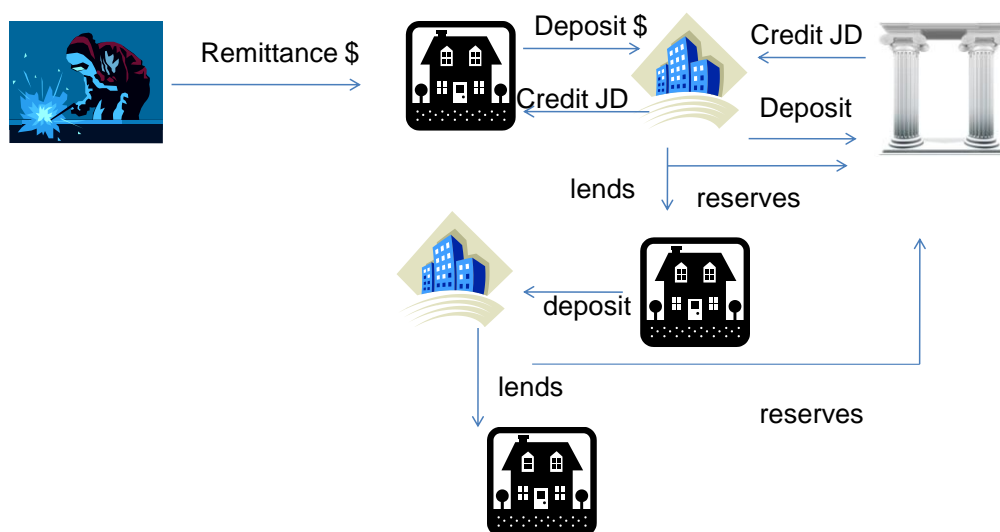 Remittance $
Deposit $
Credit JD
Credit JD
Deposit
lends
reserves
deposit
lends
reserves